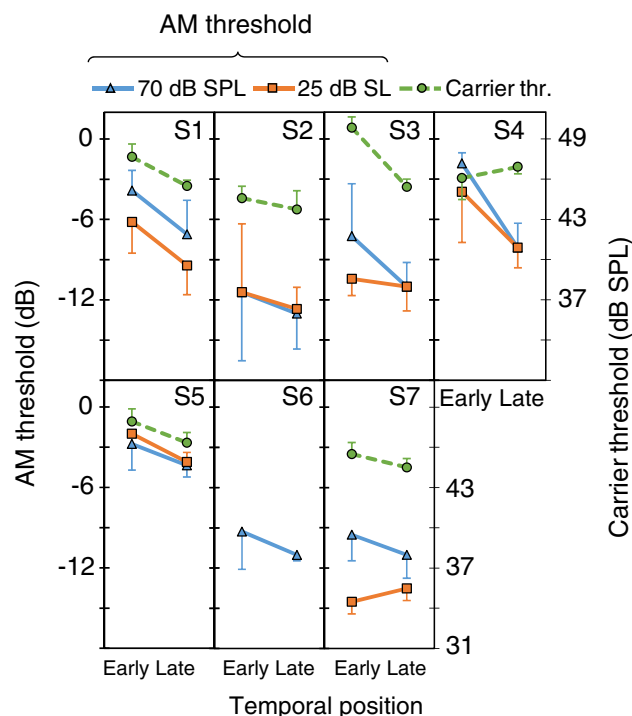 AM threshold
70 dB SPL 25 dB SL Carrier thr.
S1 S2 S3 S4
0 49
-6 43
-12 37
S5 S6 S7 Early Late
0
-6 43
-12 37
31
Early Late Early Late Early Late
Temporal position
AM threshold (dB)
Carrier threshold (dB SPL)